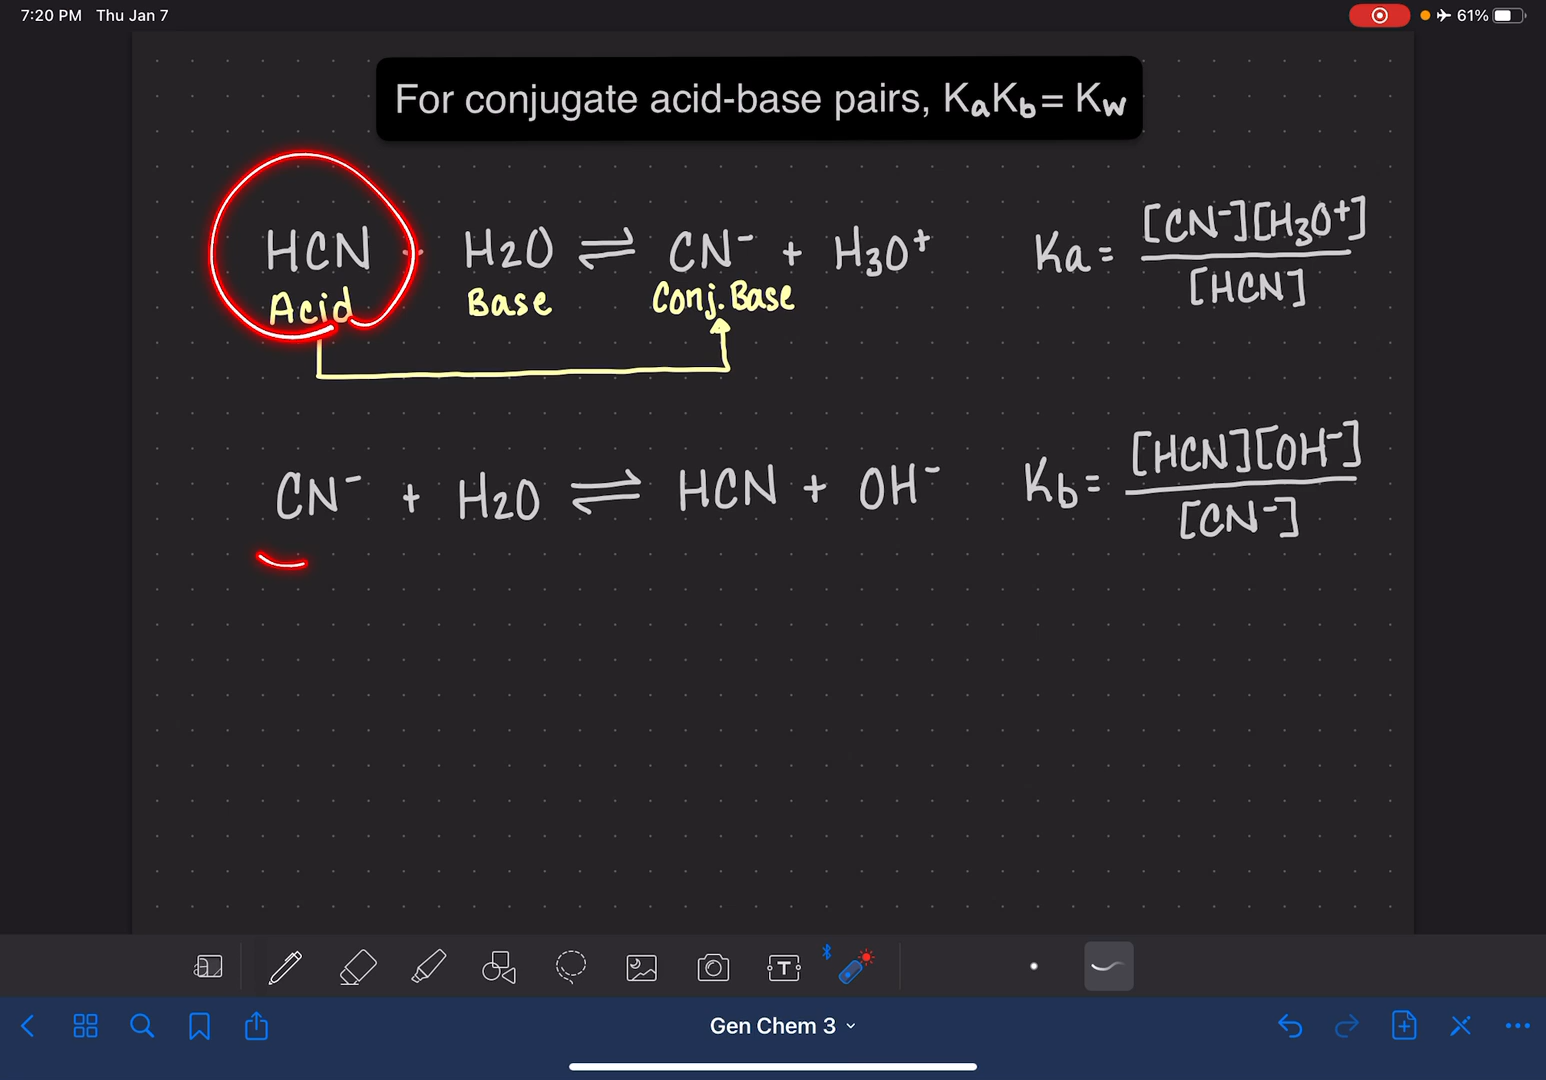 7:20 PM Thu Jan 7
61%
For conjugate acid-base pairs, KaKb = Kw
HCN + H2O ⇌ CN⁻ + H3O⁺ Ka = [CN⁻][H3O⁺] / [HCN]
Acid Base Conj. Base
CN⁻ + H2O ⇌ HCN + OH⁻ Kb = [HCN][OH⁻] / [CN⁻]
T
Gen Chem 3